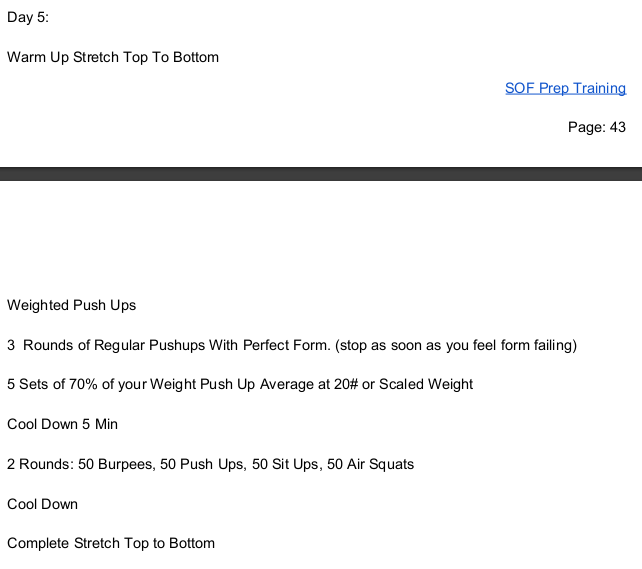 Day 5:
Warm Up Stretch Top To Bottom
SOF Prep Training
Page: 43
Weighted Push Ups
3  Rounds of Regular Pushups With Perfect Form. (stop as soon as you feel form failing)
5 Sets of 70% of your Weight Push Up Average at 20# or Scaled Weight
Cool Down 5 Min
2 Rounds: 50 Burpees, 50 Push Ups, 50 Sit Ups, 50 Air Squats
Cool Down
Complete Stretch Top to Bottom